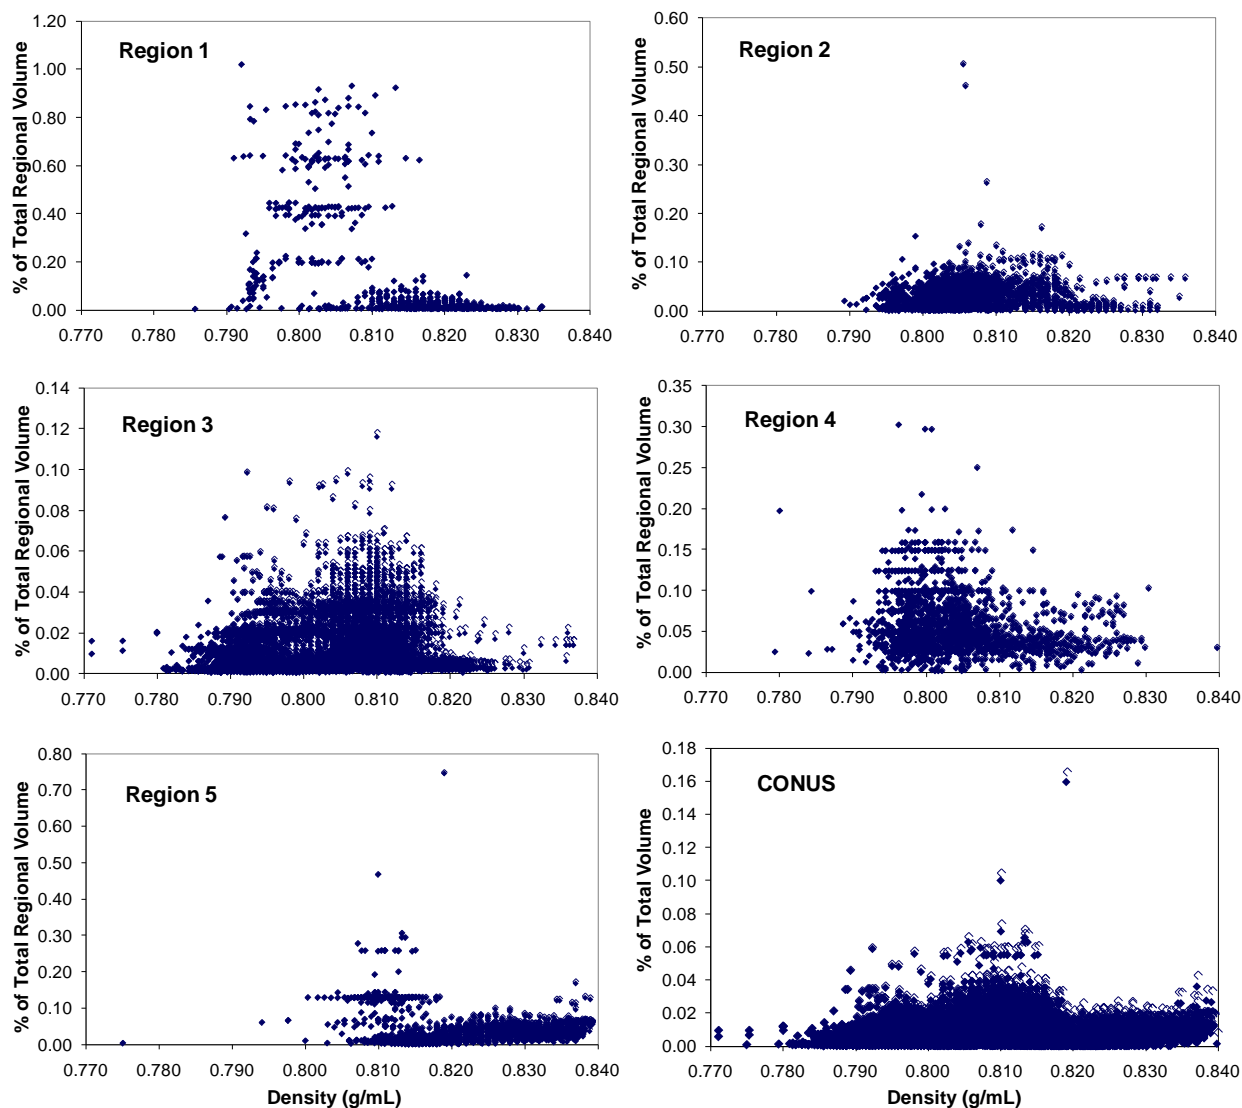 % of Total Regional Volume
Region 1
1.20
1.00
0.80
0.60
0.40
0.20
0.00
0.770 0.780 0.790 0.800 0.810 0.820 0.830 0.840
% of Total Regional Volume
Region 2
0.60
0.50
0.40
0.30
0.20
0.10
0.00
0.770 0.780 0.790 0.800 0.810 0.820 0.830 0.840
% of Total Regional Volume
Region 3
0.14
0.12
0.10
0.08
0.06
0.04
0.02
0.00
0.770 0.780 0.790 0.800 0.810 0.820 0.830 0.840
% of Total Regional Volume
Region 4
0.35
0.30
0.25
0.20
0.15
0.10
0.05
0.00
0.770 0.780 0.790 0.800 0.810 0.820 0.830 0.840
% of Total Regional Volume
Region 5
0.80
0.70
0.60
0.50
0.40
0.30
0.20
0.10
0.00
0.770 0.780 0.790 0.800 0.810 0.820 0.830 0.840
Density (g/mL)
% of Total Volume
CONUS
0.18
0.16
0.14
0.12
0.10
0.08
0.06
0.04
0.02
0.00
0.770 0.780 0.790 0.800 0.810 0.820 0.830 0.840
Density (g/mL)